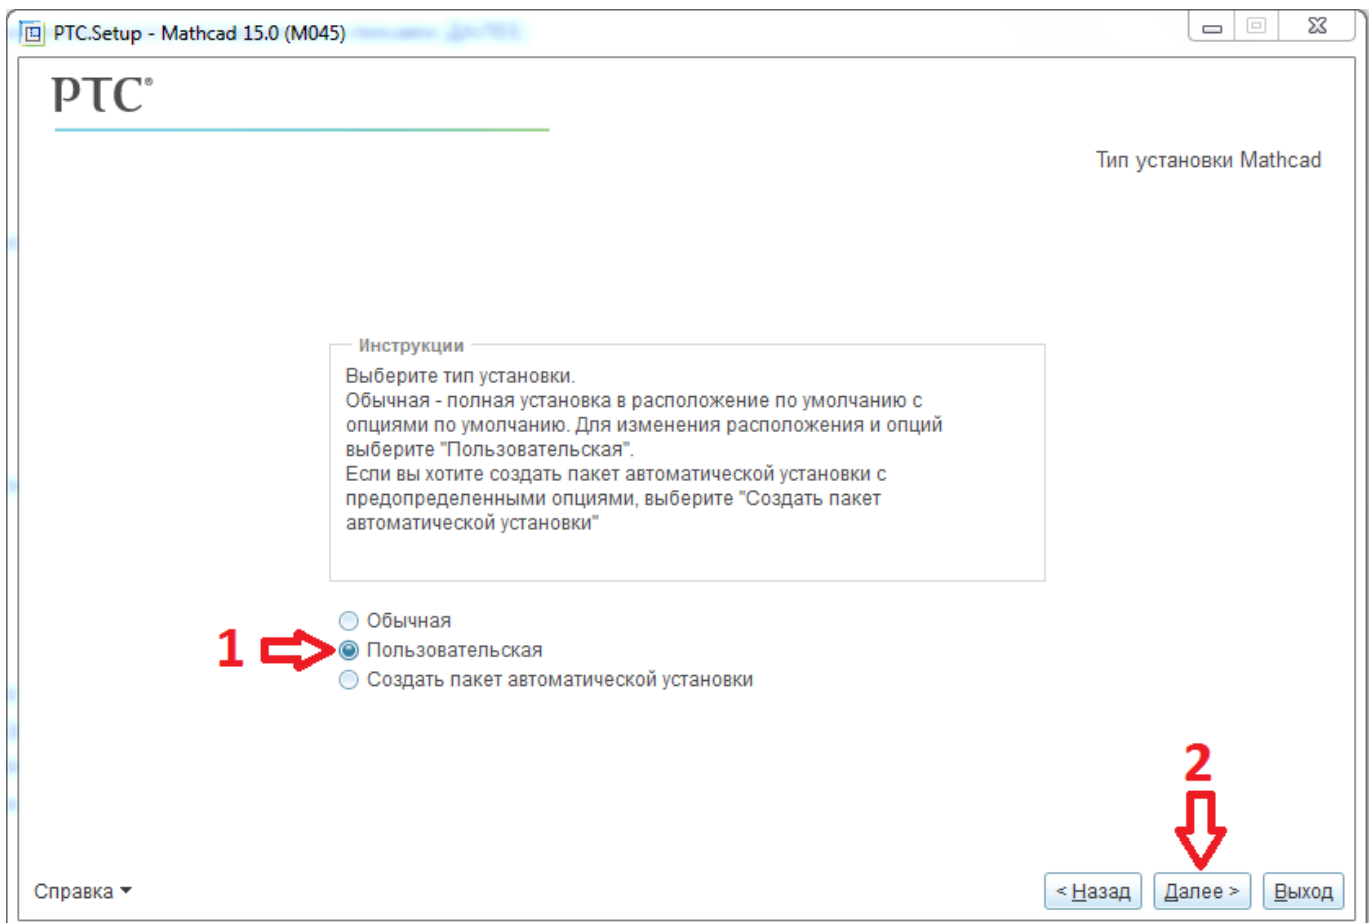 PTC.Setup - Mathcad 15.0 (M045)
PTC®
Тип установки Mathcad
Инструкции
Выберите тип установки.
Обычная - полная установка в расположение по умолчанию с
опциями по умолчанию. Для изменения расположения и опций
выберите "Пользовательская".
Если вы хотите создать пакет автоматической установки с
предопределенными опциями, выберите "Создать пакет
автоматической установки"
Обычная
1 Пользовательская
Создать пакет автоматической установки
2
Справка
< Назад Далее > Выход